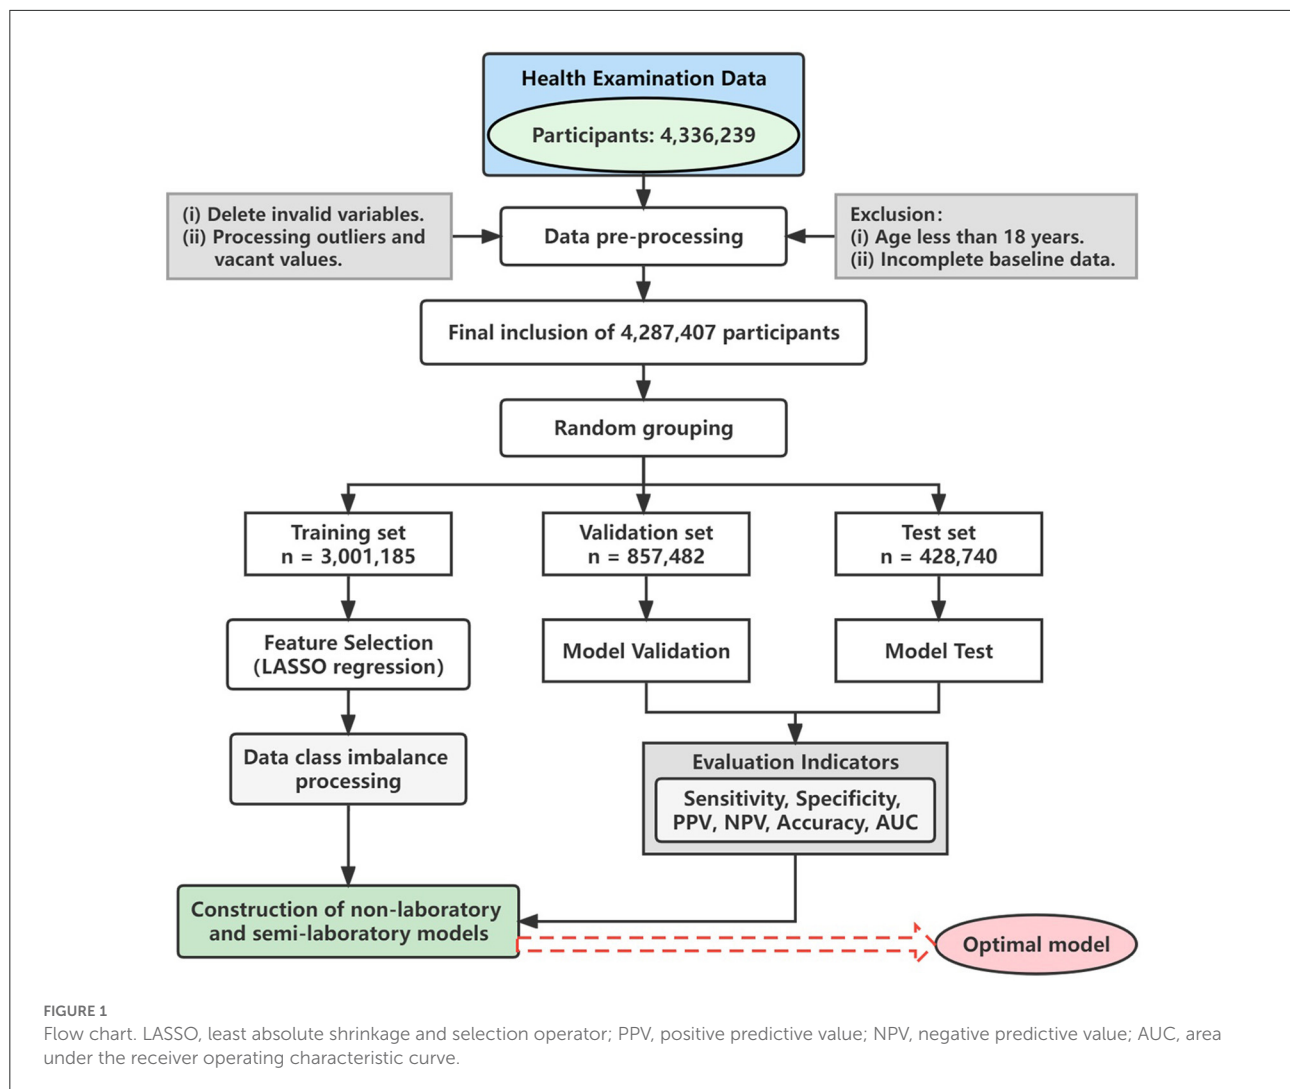 Health Examination Data
Participants: 4,336,239
(i) Delete invalid variables.
(ii) Processing outliers and
vacant values.
Data pre-processing
Exclusion:
(i) Age less than 18 years.
(ii) Incomplete baseline data.
Final inclusion of 4,287,407 participants
Random grouping
Training set
n = 3,001,185
Validation set
n = 857,482
Test set
n = 428,740
Feature Selection
(LASSO regression)
Model Validation
Model Test
Data class imbalance
processing
Evaluation Indicators
Sensitivity, Specificity,
PPV, NPV, Accuracy, AUC
Construction of non-laboratory
and semi-laboratory models
Optimal model
FIGURE 1
Flow chart. LASSO, least absolute shrinkage and selection operator; PPV, positive predictive value; NPV, negative predictive value; AUC, area
under the receiver operating characteristic curve.